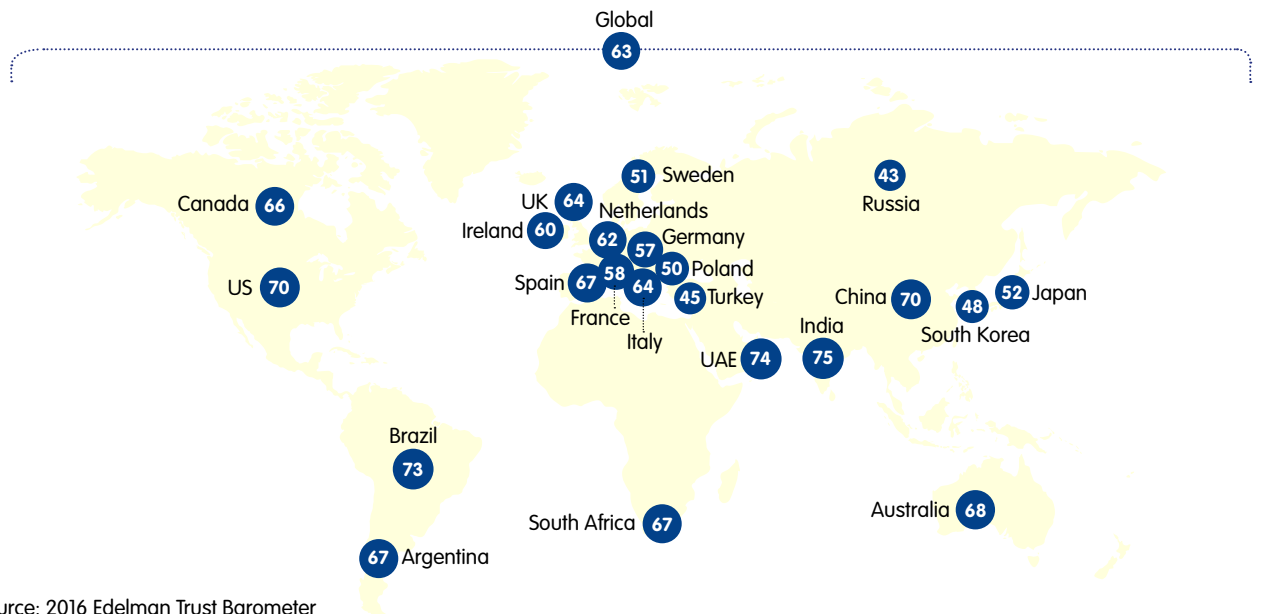 Global
63
51 Sweden
43
Russia
UK 64
Canada 66
Netherlands
Ireland 60
62
57 Germany
Spain 67
58
50 Poland
US 70
64
45 Turkey
France
Italy
China 70
48
South Korea
52 Japan
India
75
UAE 74
Brazil
73
South Africa 67
Australia 68
67 Argentina
urce: 2016 Edelman Trust Barometer